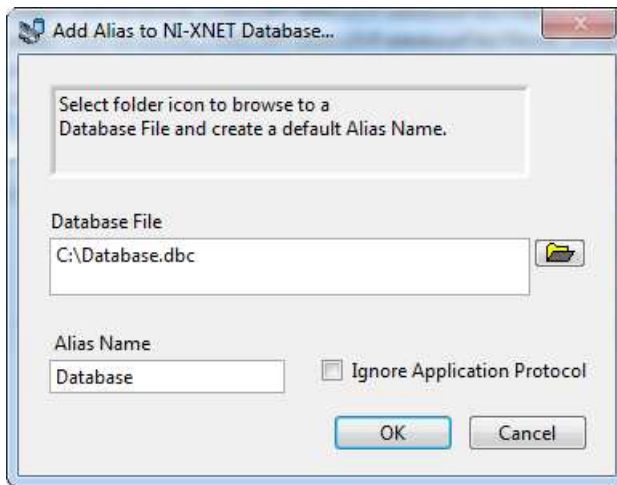 Add Alias to NI-XNET Database...
Select folder icon to browse to a
Database File and create a default Alias Name.
Database File
C:\Database.dbc
Alias Name
Database
Ignore Application Protocol
OK
Cancel